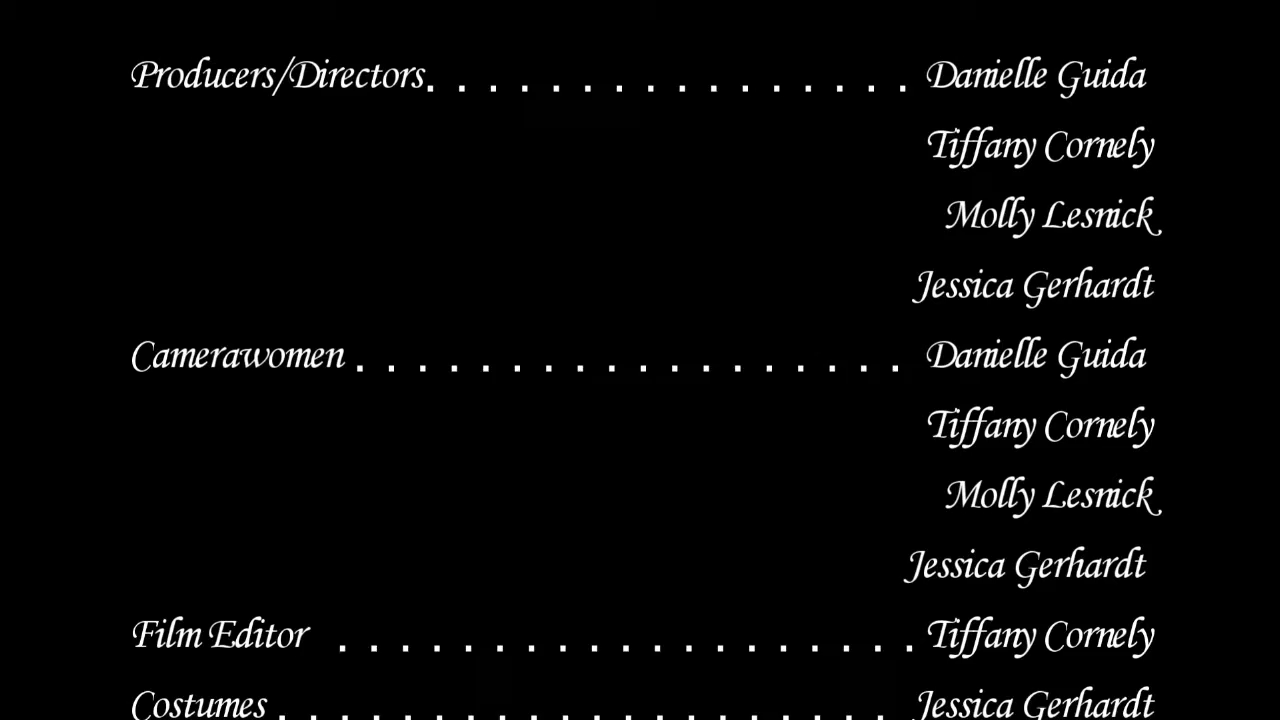 Producers/Directors. . . . . . . . . . . . . . . . Danielle Guida
Tiffany Cornely
Molly Lesnick
Jessica Gerhardt
Camerawomen . . . . . . . . . . . . . . . . . . Danielle Guida
Tiffany Cornely
Molly Lesnick
Jessica Gerhardt
Film Editor . . . . . . . . . . . . . . . . . . . Tiffany Cornely
Costumes . . . . . . . . . . . . . . . . . . . . Jessica Gerhardt